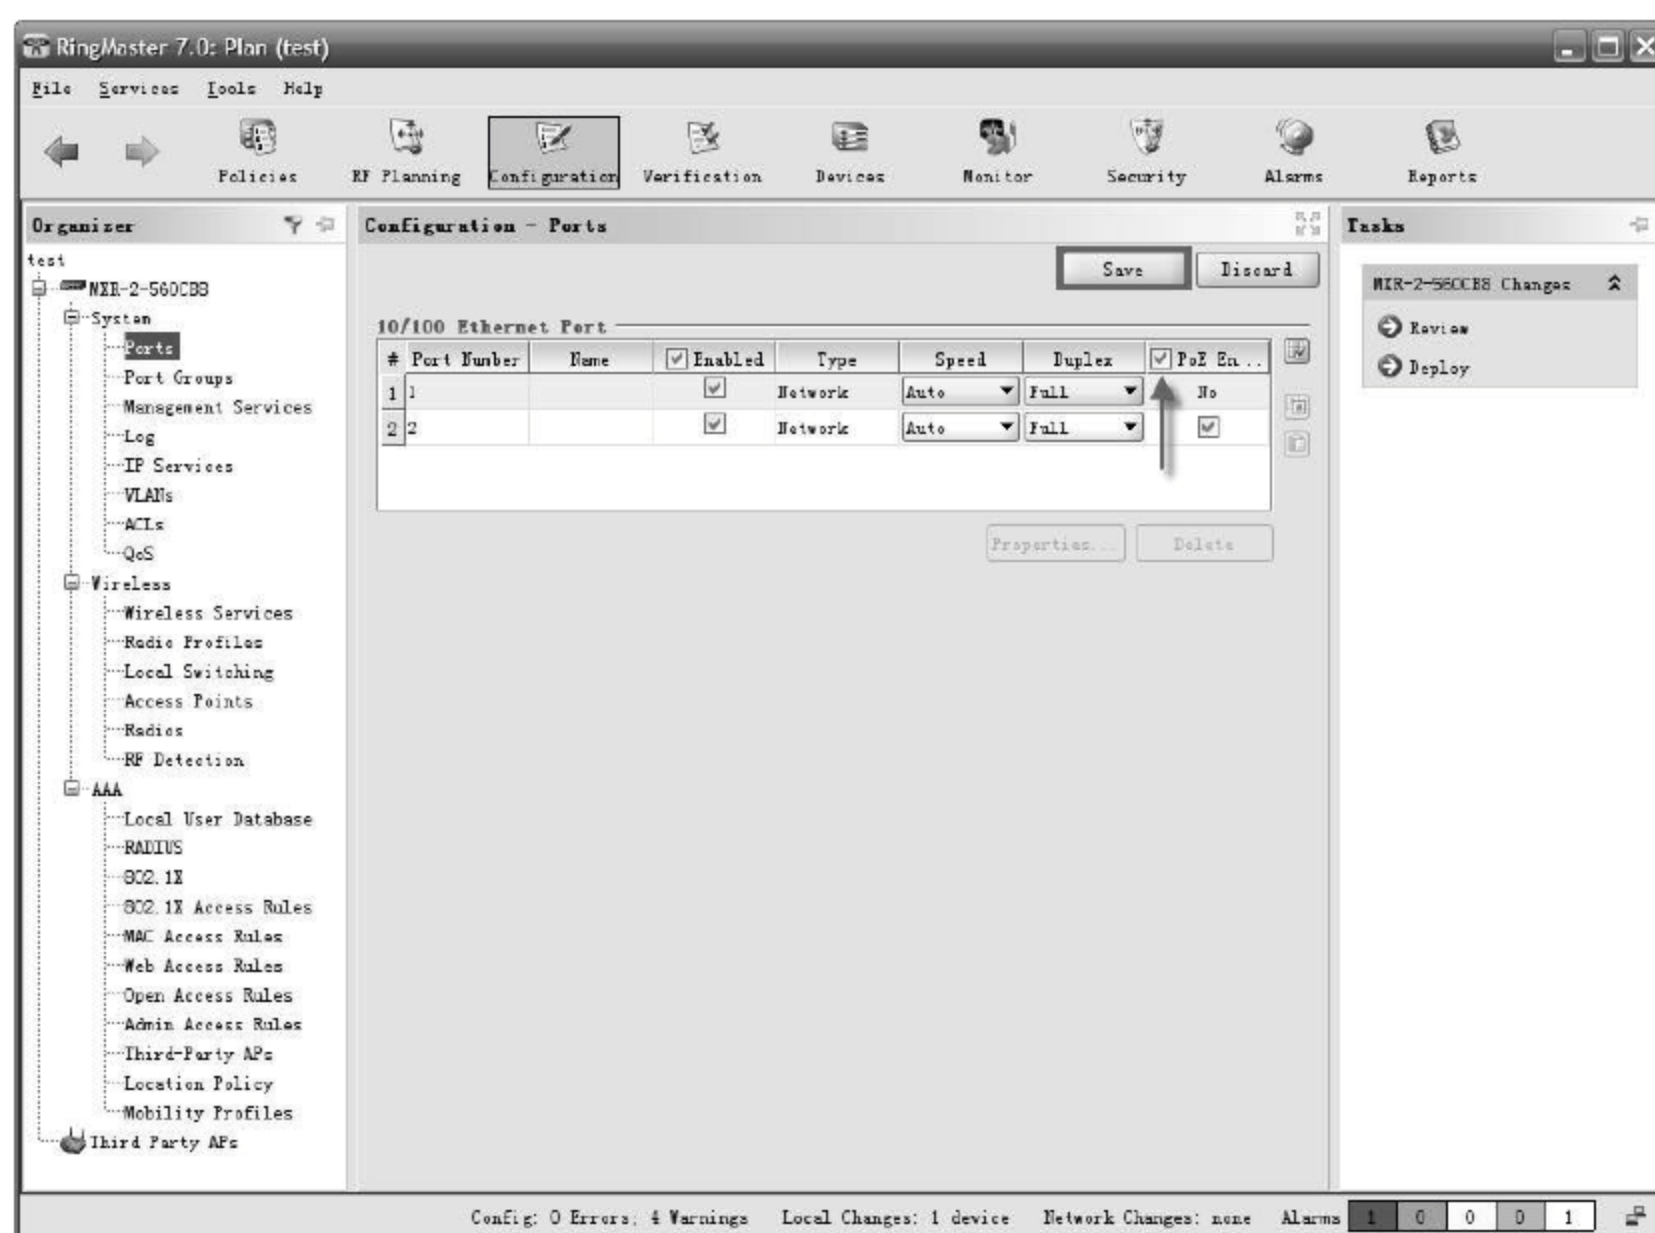 RingMaster 7.0: Plan (test)
File Services Tools Help
Policies RF Planning Configuration Verification Devices Monitor Security Alarms Reports
Organizer
test
MXR-2-560CB8
System
Ports
Port Groups
Management Services
Log
IP Services
VLANs
ACLs
QoS
Wireless
Wireless Services
Radio Profiles
Local Switching
Access Points
Radios
RF Detection
AAA
Local User Database
RADIUS
802.1X
802.1X Access Rules
MAC Access Rules
Web Access Rules
Open Access Rules
Admin Access Rules
Third-Party APs
Location Policy
Mobility Profiles
Third Party APs
Configuration - Ports
Save Discard
10/100 Ethernet Port
# Port Number Name Enabled Type Speed Duplex PoE En...
1 1 Network Auto Full No
2 2 Network Auto Full
Properties... Delete
Tasks
MXR-2-560CB8 Changes
Review
Deploy
Config: 0 Errors; 4 Warnings Local Changes: 1 device Network Changes: none Alarms 1 0 0 0 1